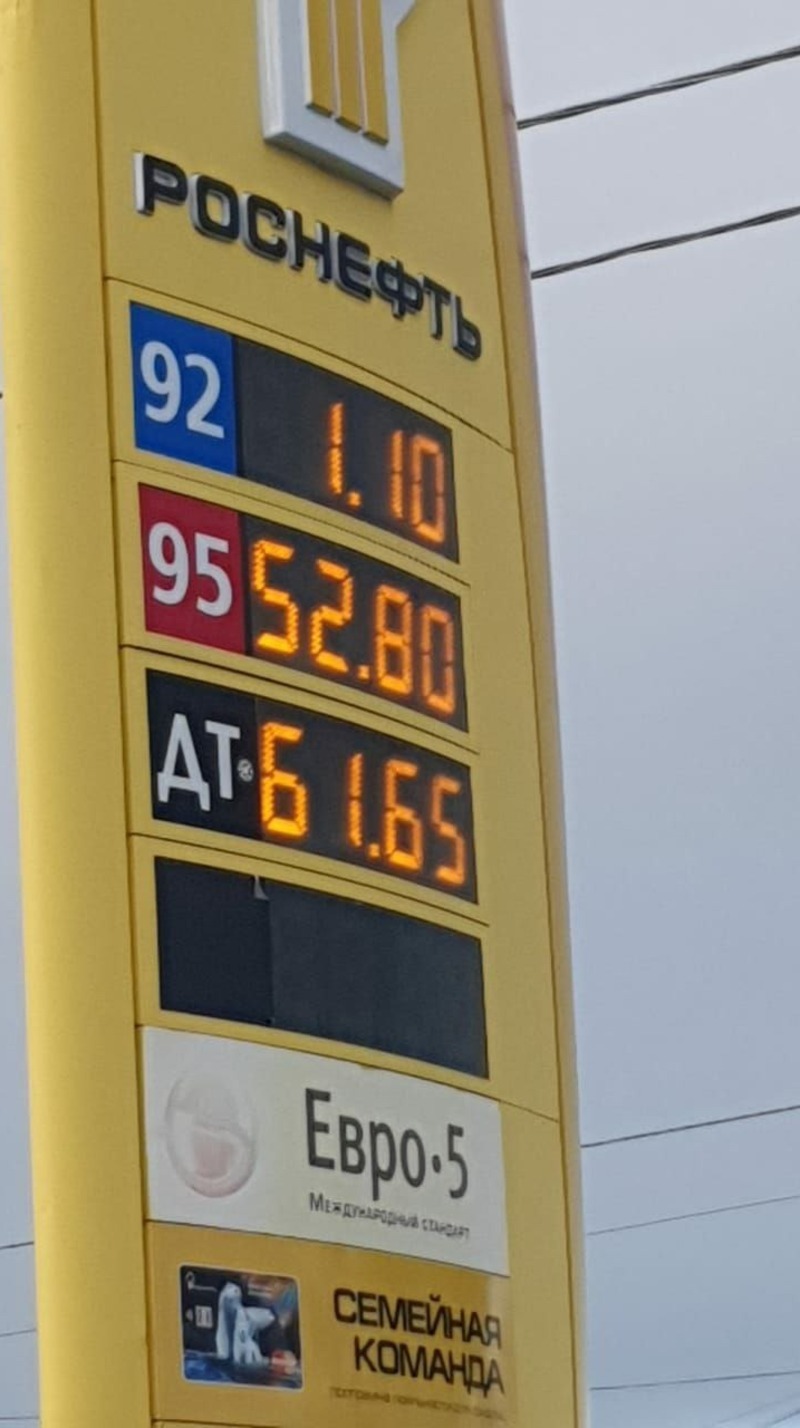 РОСНЕФТЬ
92 1.10
95 52.80
ДТ 61.65
Евро·5
Международный стандарт
СЕМЕЙНАЯ
КОМАНДА